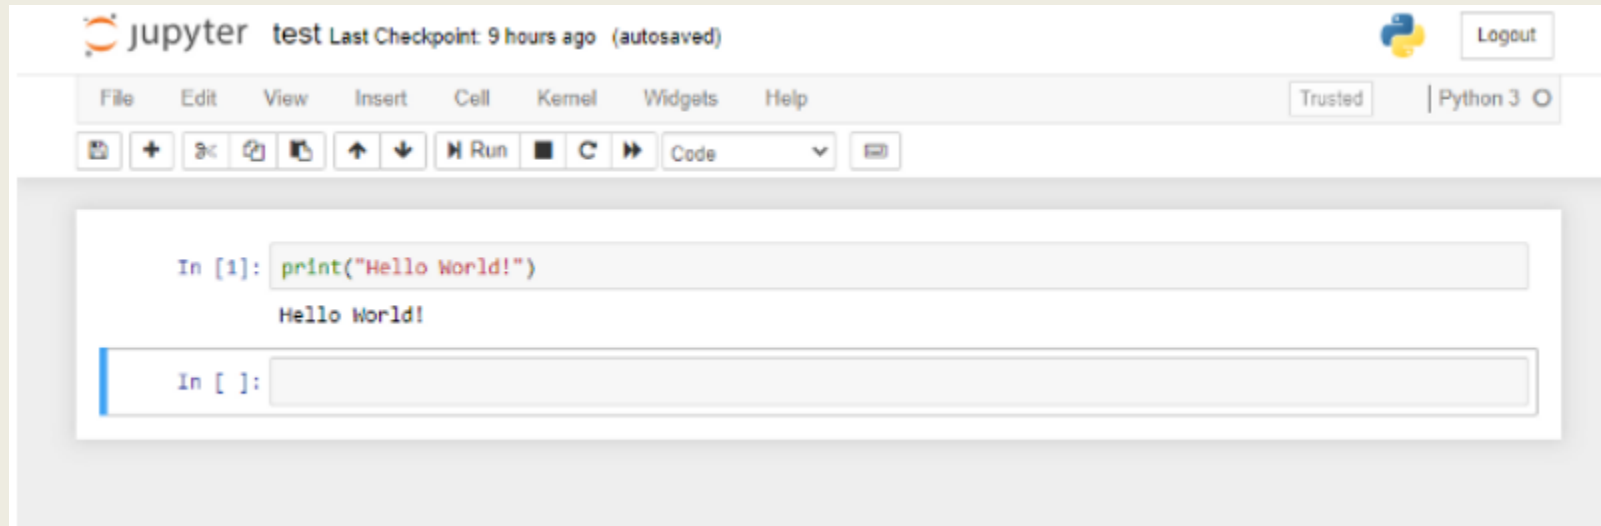 jupyter test Last Checkpoint: 9 hours ago (autosaved) Logout
File Edit View Insert Cell Kernel Widgets Help Trusted Python 3
Run Code
In [1]: print("Hello World!")
Hello World!
In [ ]: